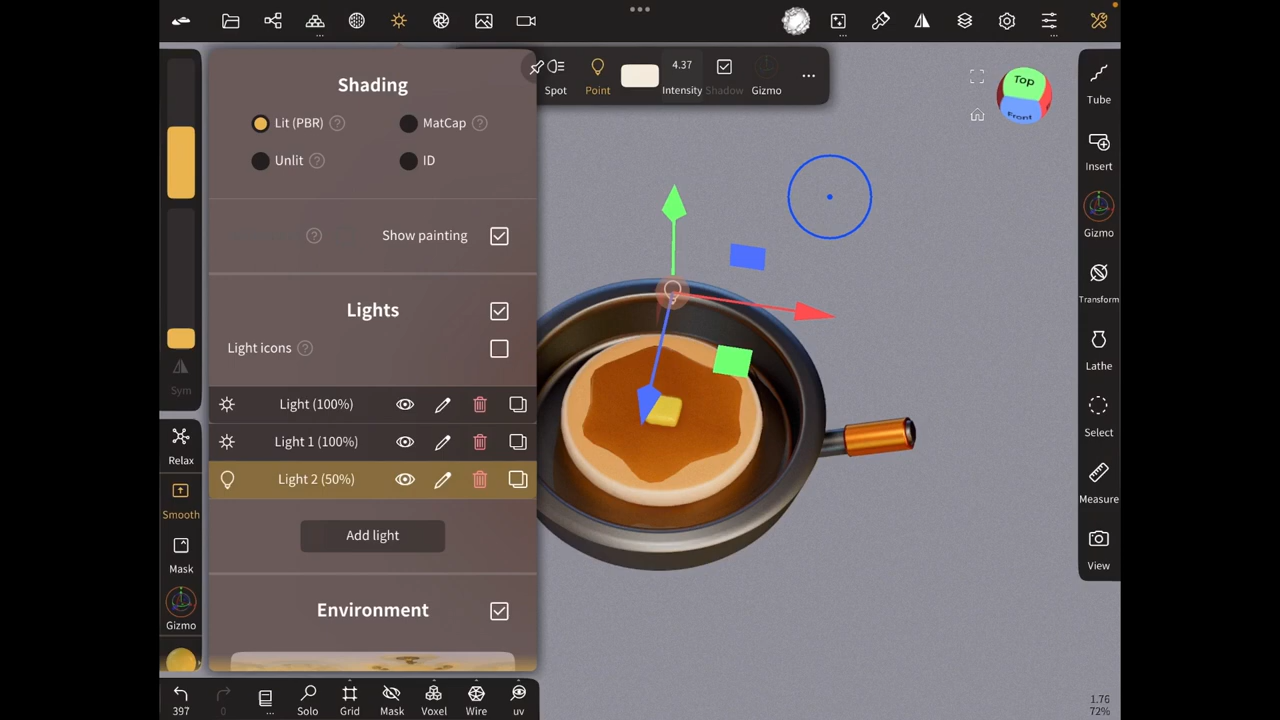 Shading
Lit (PBR) ?
MatCap ?
Unlit ?
ID
?
Show painting
Lights
Light icons ?
Light (100%)
Light 1 (100%)
Light 2 (50%)
Add light
Environment
Spot
Point
4.37
Intensity
Shadow
Gizmo
Top
Front
Tube
Insert
Gizmo
Transform
Lathe
Select
Measure
View
Sym
Relax
Smooth
Mask
Gizmo
397
0
Solo
Grid
Mask
Voxel
Wire
uv
1.76
72%